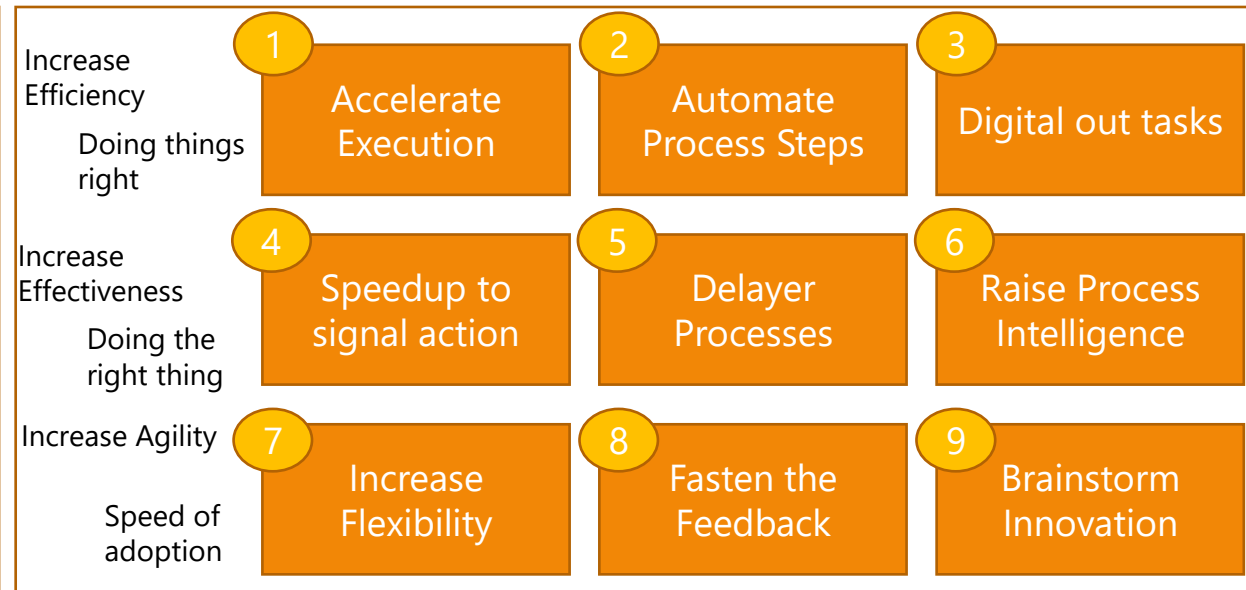 Increase
Efficiency
Doing things
right
1
Accelerate
Execution
2
Automate
Process Steps
3
Digital out tasks
Increase
Effectiveness
Doing the
right thing
4
Speedup to
signal action
5
Delayer
Processes
6
Raise Process
Intelligence
Increase Agility
Speed of
adoption
7
Increase
Flexibility
8
Fasten the
Feedback
9
Brainstorm
Innovation